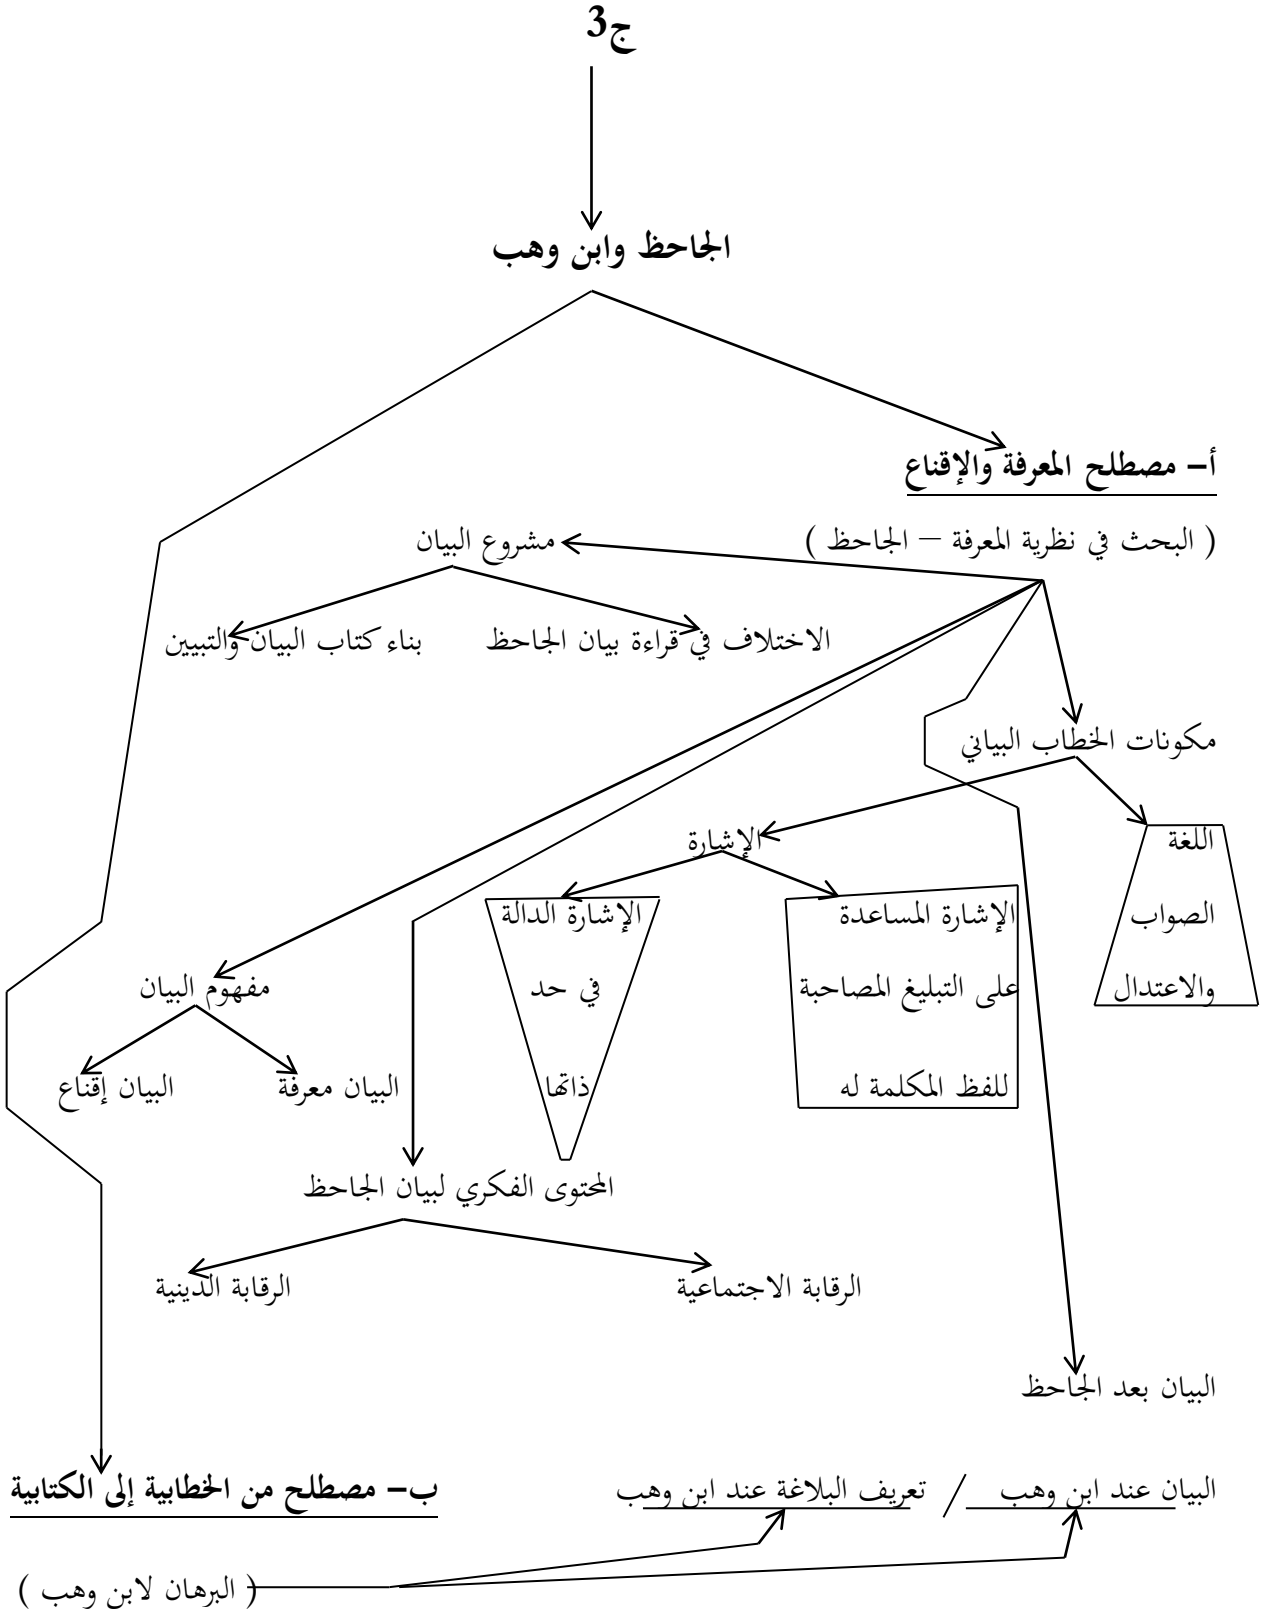 ج3
الجاحظ وابن وهب
أ– مصطلح المعرفة والإقناع
( البحث في نظرية المعرفة – الجاحظ )
مشروع البيان
الاختلاف في قراءة بيان الجاحظ
بناء كتاب البيان والتبيين
مكونات الخطاب البياني
الإشارة
اللغة
الصواب
والاعتدال
الإشارة المساعدة
على التبليغ المصاحبة
للفظ المكلمة له
الإشارة الدالة
في حد
ذاتها
مفهوم البيان
البيان معرفة
البيان إقناع
المحتوى الفكري لبيان الجاحظ
الرقابة الاجتماعية
الرقابة الدينية
البيان بعد الجاحظ
البيان عند ابن وهب / تعريف البلاغة عند ابن وهب
ب– مصطلح من الخطابية إلى الكتابية
( البرهان لابن وهب )